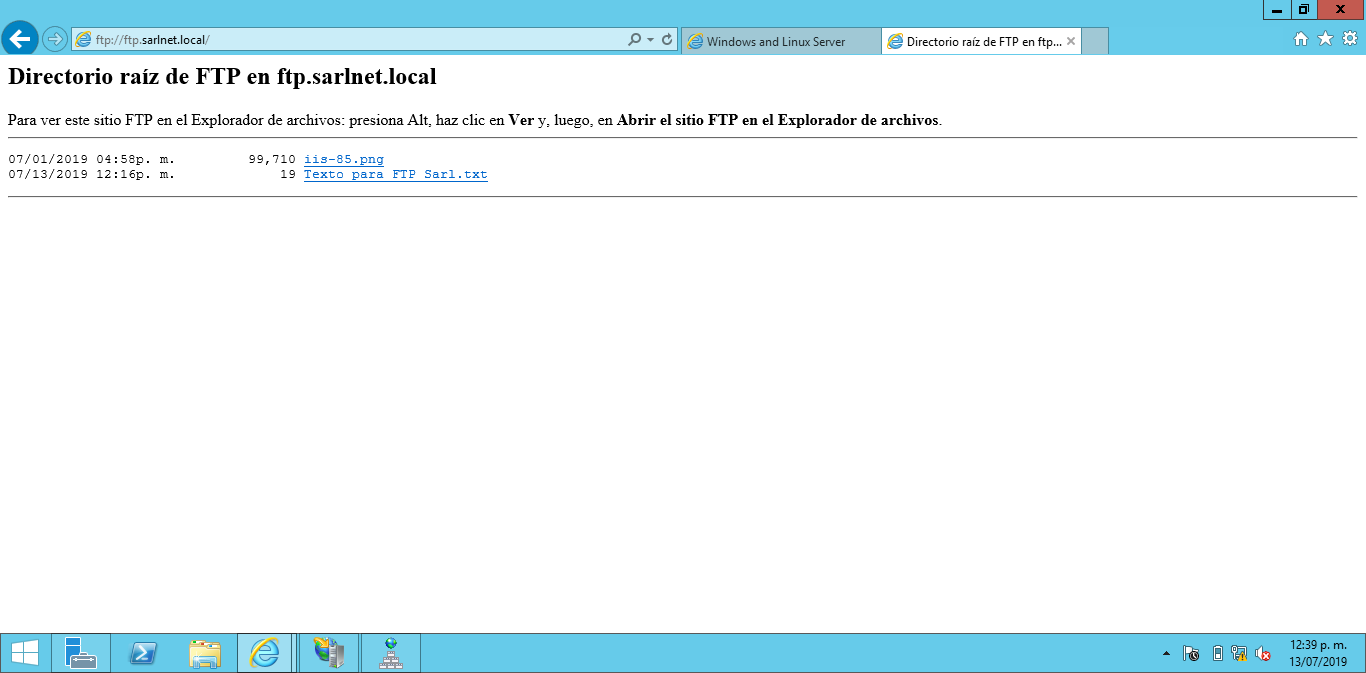 ftp://ftp.sarlnet.local/
Windows and Linux Server
Directorio raíz de FTP en ftp...
Directorio raíz de FTP en ftp.sarlnet.local
Para ver este sitio FTP en el Explorador de archivos: presiona Alt, haz clic en Ver y, luego, en Abrir el sitio FTP en el Explorador de archivos.
07/01/2019 04:58p. m. 99,710 iis-85.png
07/13/2019 12:16p. m. 19 Texto para FTP Sarl.txt
12:39 p. m.
13/07/2019